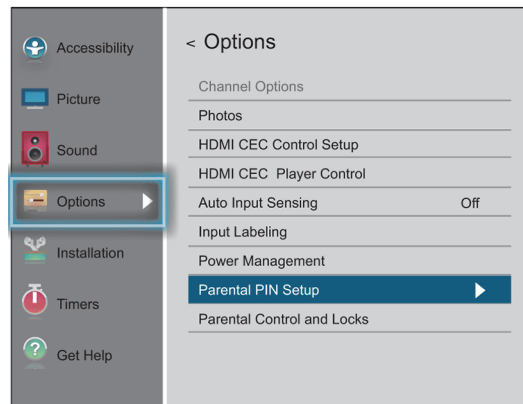 Accessibility
Picture
Sound
Options
Installation
Timers
Get Help
< Options
Channel Options
Photos
HDMI CEC Control Setup
HDMI CEC  Player Control
Auto Input Sensing Off
Input Labeling
Power Management
Parental PIN Setup
Parental Control and Locks